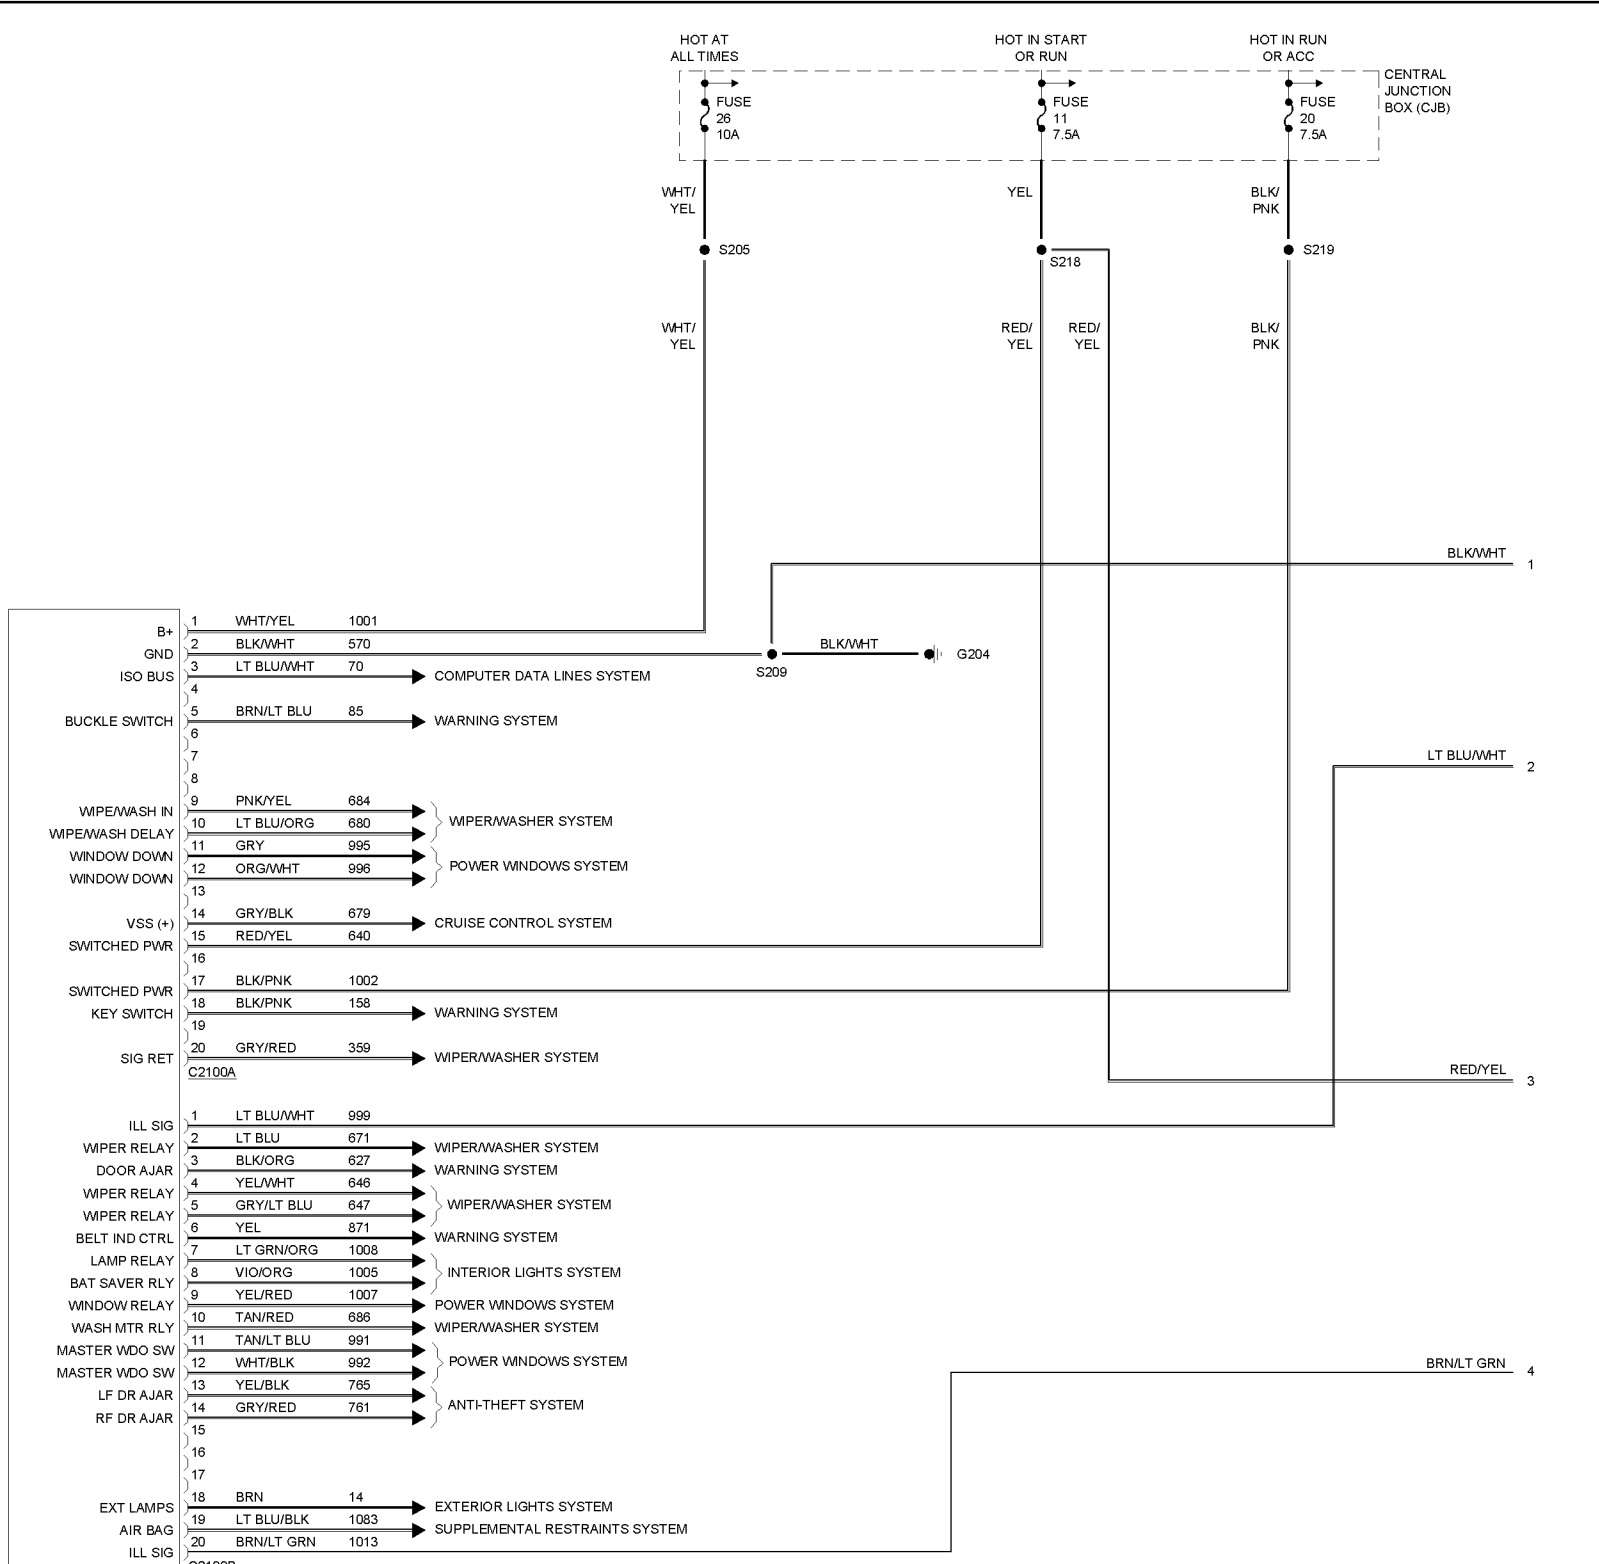 HOT AT
ALL TIMES
HOT IN START
OR RUN
HOT IN RUN
OR ACC
CENTRAL
JUNCTION
BOX (CJB)
FUSE
26
10A
FUSE
11
7.5A
FUSE
20
7.5A
WHT/
YEL
YEL
BLK/
PNK
S205
S218
S219
WHT/
YEL
RED/
YEL
RED/
YEL
BLK/
PNK
BLK/WHT 1
B+ 1 WHT/YEL 1001
GND 2 BLK/WHT 570
BLK/WHT
S209
G204
ISO BUS 3 LT BLU/WHT 70 COMPUTER DATA LINES SYSTEM
4
BUCKLE SWITCH 5 BRN/LT BLU 85 WARNING SYSTEM
6
7
8
LT BLU/WHT 2
WIPE/WASH IN 9 PNK/YEL 684
WIPER/WASHER SYSTEM
WIPE/WASH DELAY 10 LT BLU/ORG 680
WINDOW DOWN 11 GRY 995
POWER WINDOWS SYSTEM
WINDOW DOWN 12 ORG/WHT 996
13
VSS (+) 14 GRY/BLK 679 CRUISE CONTROL SYSTEM
SWITCHED PWR 15 RED/YEL 640
16
SWITCHED PWR 17 BLK/PNK 1002
KEY SWITCH 18 BLK/PNK 158 WARNING SYSTEM
19
SIG RET 20 GRY/RED 359 WIPER/WASHER SYSTEM
C2100A
RED/YEL 3
ILL SIG 1 LT BLU/WHT 999
WIPER RELAY 2 LT BLU 671 WIPER/WASHER SYSTEM
DOOR AJAR 3 BLK/ORG 627 WARNING SYSTEM
WIPER RELAY 4 YEL/WHT 646
WIPER/WASHER SYSTEM
WIPER RELAY 5 GRY/LT BLU 647
BELT IND CTRL 6 YEL 871 WARNING SYSTEM
LAMP RELAY 7 LT GRN/ORG 1008
INTERIOR LIGHTS SYSTEM
BAT SAVER RLY 8 VIO/ORG 1005
WINDOW RELAY 9 YEL/RED 1007 POWER WINDOWS SYSTEM
WASH MTR RLY 10 TAN/RED 686 WIPER/WASHER SYSTEM
MASTER WDO SW 11 TAN/LT BLU 991
POWER WINDOWS SYSTEM
MASTER WDO SW 12 WHT/BLK 992
BRN/LT GRN 4
LF DR AJAR 13 YEL/BLK 765
ANTI-THEFT SYSTEM
RF DR AJAR 14 GRY/RED 761
15
16
17
EXT LAMPS 18 BRN 14 EXTERIOR LIGHTS SYSTEM
AIR BAG 19 LT BLU/BLK 1083 SUPPLEMENTAL RESTRAINTS SYSTEM
ILL SIG 20 BRN/LT GRN 1013